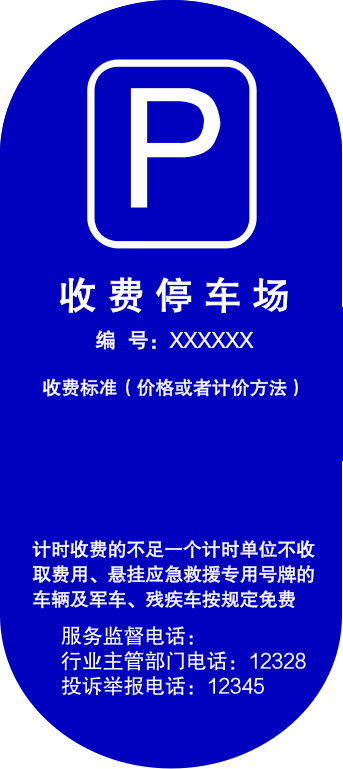 P
收费停车场
编 号：XXXXXX
收费标准（价格或者计价方法）
计时收费的不足一个计时单位不收
取费用、悬挂应急救援专用号牌的
车辆及军车、残疾车按规定免费
服务监督电话：
行业主管部门电话：12328
投诉举报电话：12345